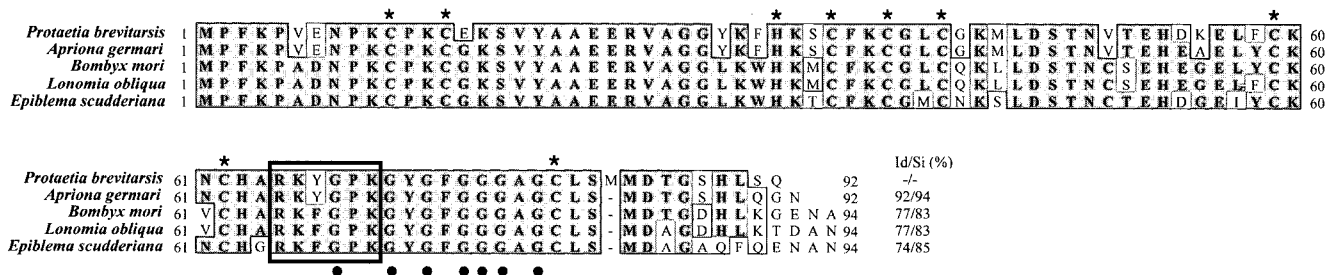 * * * * * * *
Protaetia brevitarsis 1 M P F K P V E N P K C P K C E K S V Y A A E E R V A G G Y K F H K S C F K C G L C G K M L D S T N V T E H D K E L F C K 60
Apriona germari 1 M P F K P V E N P K C P K C G K S V Y A A E E R V A G G Y K F H K S C F K C G L C G K M L D S T N V T E H E A E L Y C K 60
Bombyx mori 1 M P F K P A D N P K C P K C G K S V Y A A E E R V A G G L K W H K M C F K C G L C Q K L L D S T N C S E H E G E L Y C K 60
Lonomia obliqua 1 M P F K P A D N P K C P K C G K S V Y A A E E R V A G G L K W H K M C F K C G L C Q K L L D S T N C S E H E G E L F C K 60
Epiblema scudderiana 1 M P F K P A D N P K C P K C G K S V Y A A E E R V A G G L K W H K T C F K C G M C N K S L D S T N C T E H D G E I Y C K 60
* * Id/Si (%)
Protaetia brevitarsis 61 N C H A R K Y G P K G Y G F G G G A G C L S M M D T G S H L S Q 92 -/-
Apriona germari 61 N C H A R K Y G P K G Y G F G G G A G C L S - M D T G S H L Q G N 92 92/94
Bombyx mori 61 V C H A R K F G P K G Y G F G G G A G C L S - M D T G D H L K G E N A 94 77/83
Lonomia obliqua 61 V C H A R K F G P K G Y G F G G G A G C L S - M D A G D H L K T D A N 94 77/83
Epiblema scudderiana 61 N C H G R K F G P K G Y G F G G G A G C L S - M D A G A Q F Q E N A N 94 74/85